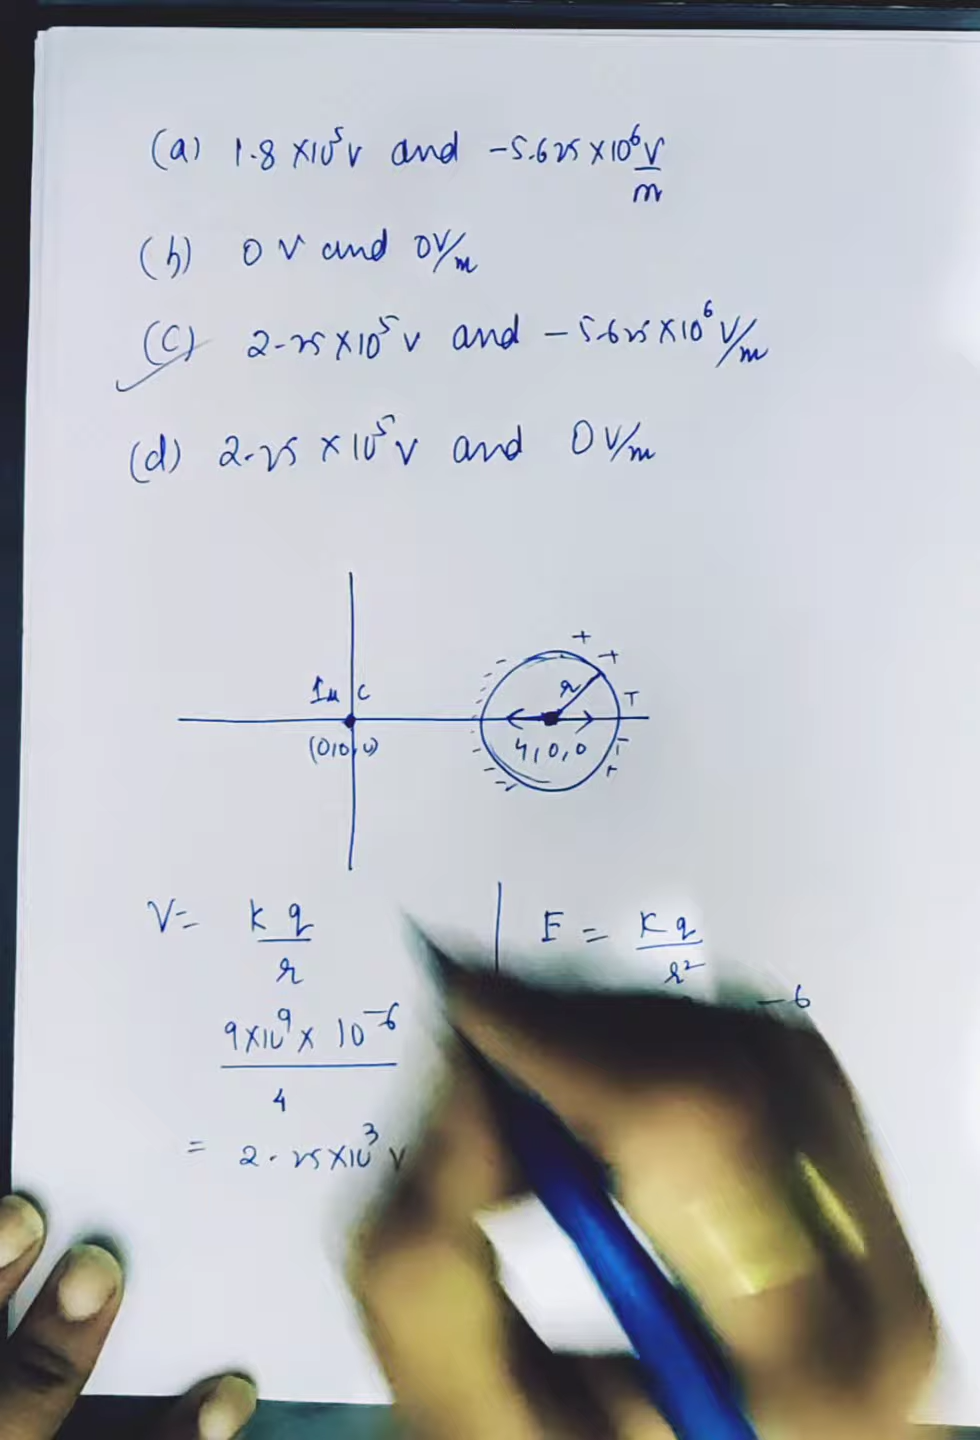 (a) 1.8 ×10⁵ V and -5.625 ×10⁶ V/m
(b) 0 V and 0 V/m
(C) 2-25 ×10⁵ V and -5.625 ×10⁶ V/m
(d) 2.25 ×10⁵ V and 0 V/m
+
+
1μ C
r
(0,0,0)
4,0,0
V= Kq/r
E = Kq/r²
9×10⁹ × 10⁻⁶ / 4
-6
= 2.25×10³ V